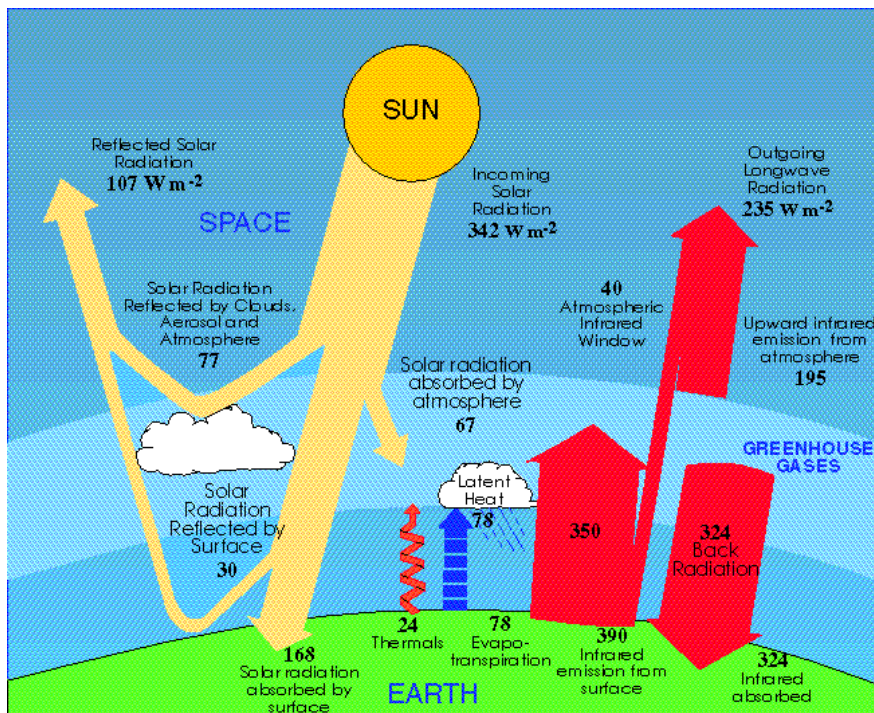 SUN
Reflected Solar
Radiation
107 W m-2
Incoming
Solar
Radiation
342 W m-2
Outgoing
Longwave
Radiation
235 W m-2
SPACE
Solar Radiation
Reflected by Clouds,
Aerosol and
Atmosphere
77
40
Atmospheric
Infrared
Window
Upward infrared
emission from
atmosphere
195
Solar radiation
absorbed by
atmosphere
67
GREENHOUSE
GASES
Solar
Radiation
Reflected by
Surface
30
Latent
Heat
78
350
324
Back
Radiation
168
Solar radiation
absorbed by
surface
24
Thermals
78
Evapo-
transpiration
390
Infrared
emission from
surface
324
Infrared
absorbed
EARTH